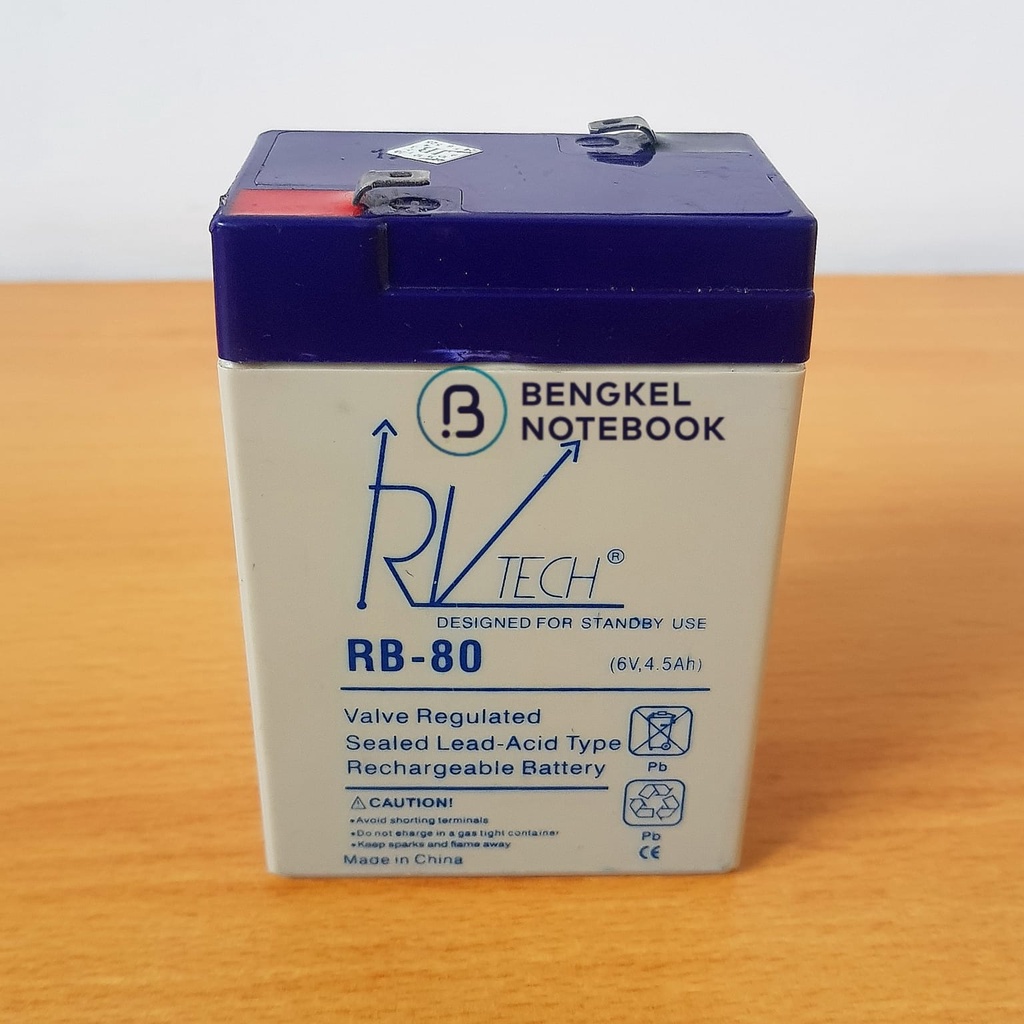 BENGKEL
NOTEBOOK
RV TECH®
DESIGNED FOR STANDBY USE
RB-80 (6V,4.5Ah)
Valve Regulated
Sealed Lead-Acid Type
Rechargeable Battery
Pb
⚠CAUTION!
•Avoid shorting terminals
•Do not charge in a gas tight container
•Keep sparks and flame away
Made in China
Pb
CE